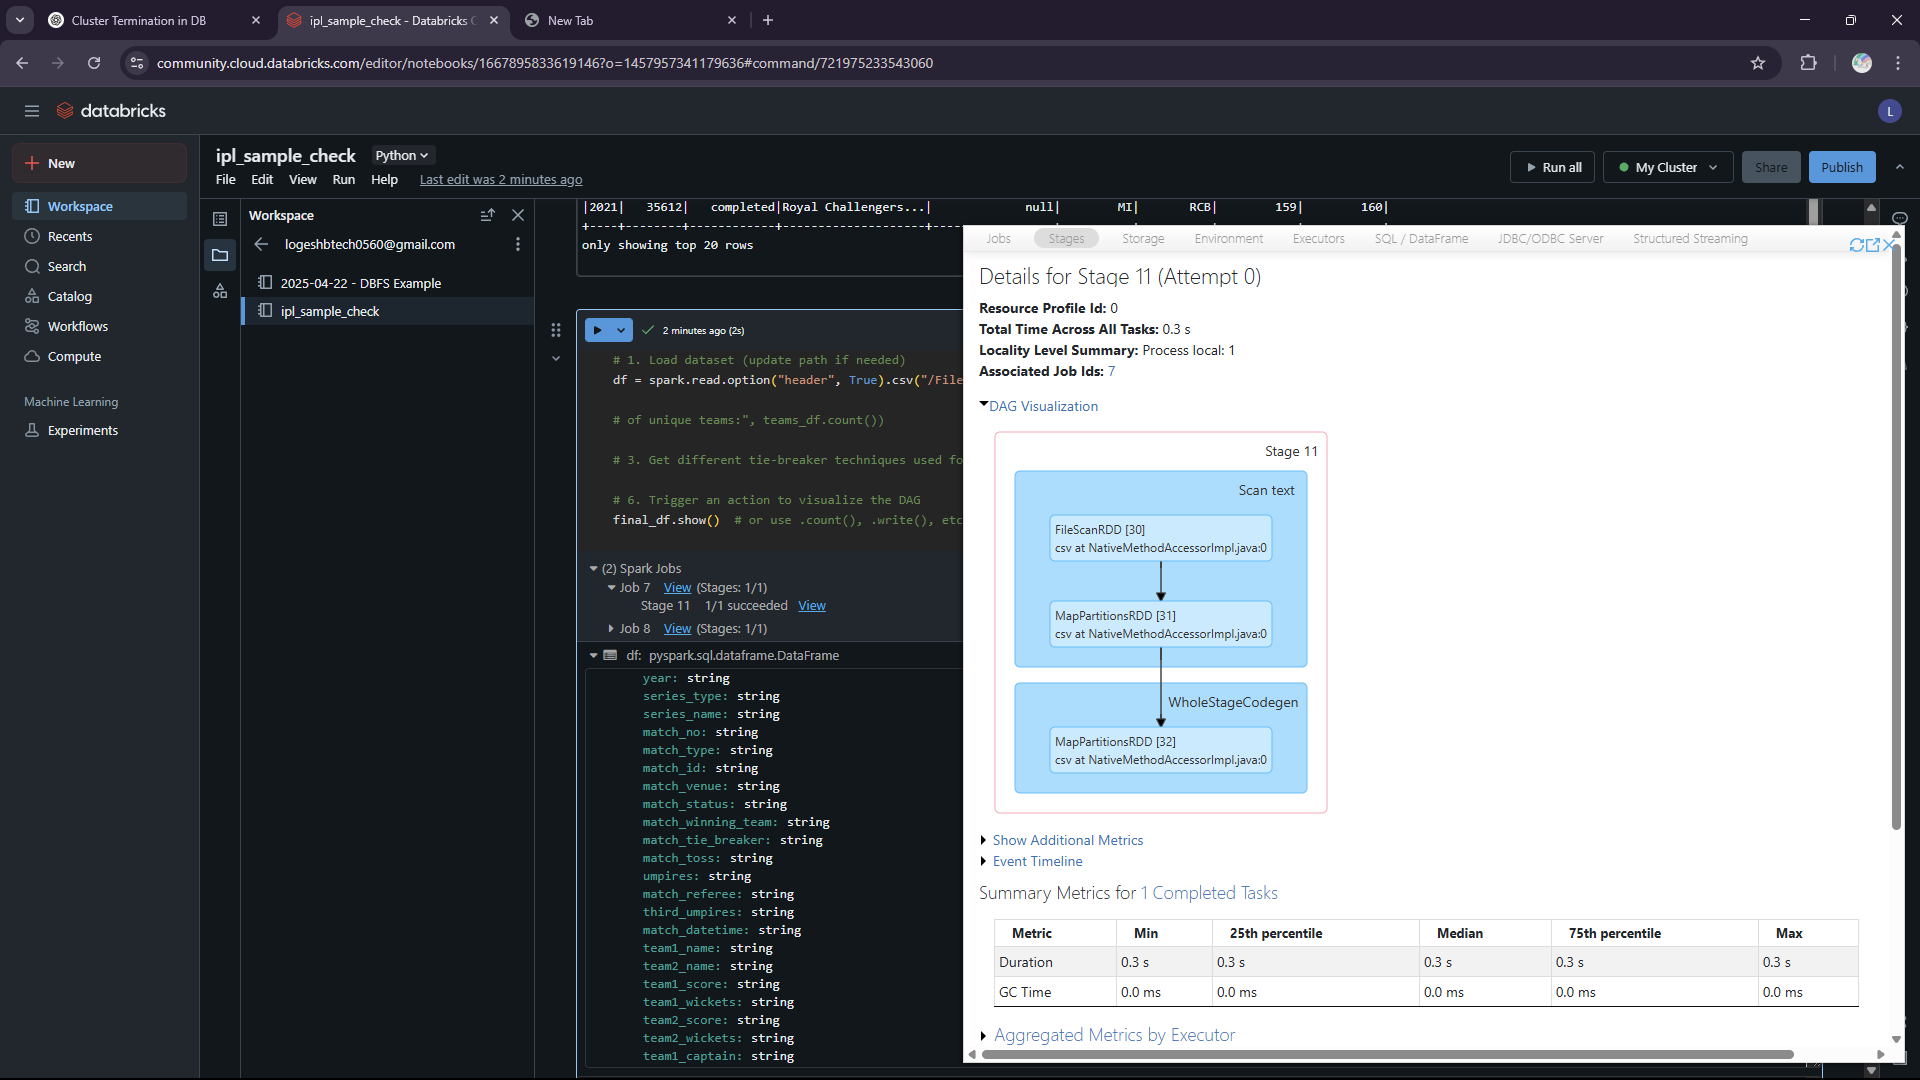 Cluster Termination in DB
ipl_sample_check - Databricks C
New Tab
community.cloud.databricks.com/editor/notebooks/1667895833619146?o=1457957341179636#command/721975233543060
databricks
L
New
Workspace
Recents
Search
Catalog
Workflows
Compute
Machine Learning
Experiments
ipl_sample_check
Python
File Edit View Run Help Last edit was 2 minutes ago
Run all
My Cluster
Share
Publish
Workspace
logeshbtech0560@gmail.com
2025-04-22 - DBFS Example
ipl_sample_check
|2021| 35612| completed|Royal Challengers...| null| MI| RCB| 159| 160|
+----+--------+------------+--------------------+--
only showing top 20 rows
2 minutes ago (2s)
# 1. Load dataset (update path if needed)
df = spark.read.option("header", True).csv("/File
# of unique teams:", teams_df.count())
# 3. Get different tie-breaker techniques used fo
# 6. Trigger an action to visualize the DAG
final_df.show() # or use .count(), .write(), etc
(2) Spark Jobs
Job 7 View (Stages: 1/1)
Stage 11 1/1 succeeded View
Job 8 View (Stages: 1/1)
df: pyspark.sql.dataframe.DataFrame
year: string
series_type: string
series_name: string
match_no: string
match_type: string
match_id: string
match_venue: string
match_status: string
match_winning_team: string
match_tie_breaker: string
match_toss: string
umpires: string
match_referee: string
third_umpires: string
match_datetime: string
team1_name: string
team2_name: string
team1_score: string
team1_wickets: string
team2_score: string
team2_wickets: string
team1_captain: string
Jobs Stages Storage Environment Executors SQL / DataFrame JDBC/ODBC Server Structured Streaming
Details for Stage 11 (Attempt 0)
Resource Profile Id: 0
Total Time Across All Tasks: 0.3 s
Locality Level Summary: Process local: 1
Associated Job Ids: 7
DAG Visualization
Stage 11
Scan text
FileScanRDD [30]
csv at NativeMethodAccessorImpl.java:0
MapPartitionsRDD [31]
csv at NativeMethodAccessorImpl.java:0
WholeStageCodegen
MapPartitionsRDD [32]
csv at NativeMethodAccessorImpl.java:0
Show Additional Metrics
Event Timeline
Summary Metrics for 1 Completed Tasks
Metric Min 25th percentile Median 75th percentile Max
Duration 0.3 s 0.3 s 0.3 s 0.3 s 0.3 s
GC Time 0.0 ms 0.0 ms 0.0 ms 0.0 ms 0.0 ms
Aggregated Metrics by Executor